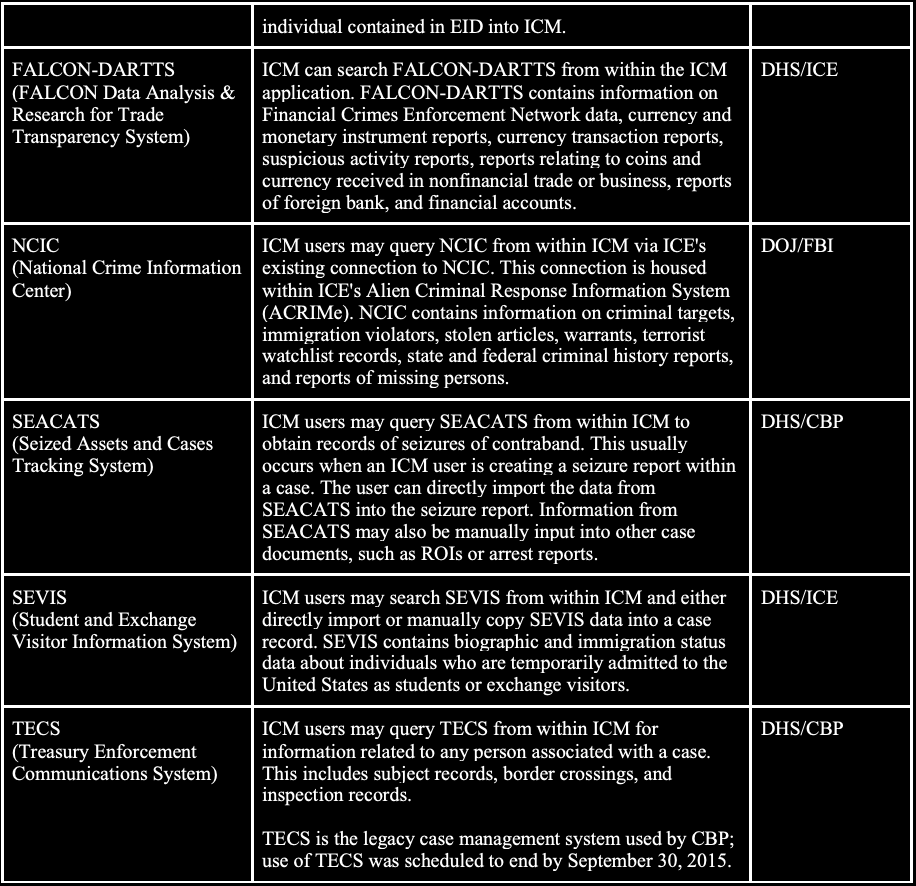 individual contained in EID into ICM.
FALCON-DARTTS
(FALCON Data Analysis &
Research for Trade
Transparency System)
ICM can search FALCON-DARTTS from within the ICM
application. FALCON-DARTTS contains information on
Financial Crimes Enforcement Network data, currency and
monetary instrument reports, currency transaction reports,
suspicious activity reports, reports relating to coins and
currency received in nonfinancial trade or business, reports
of foreign bank, and financial accounts.
DHS/ICE
NCIC
(National Crime Information
Center)
ICM users may query NCIC from within ICM via ICE's
existing connection to NCIC. This connection is housed
within ICE's Alien Criminal Response Information System
(ACRIMe). NCIC contains information on criminal targets,
immigration violators, stolen articles, warrants, terrorist
watchlist records, state and federal criminal history reports,
and reports of missing persons.
DOJ/FBI
SEACATS
(Seized Assets and Cases
Tracking System)
ICM users may query SEACATS from within ICM to
obtain records of seizures of contraband. This usually
occurs when an ICM user is creating a seizure report within
a case. The user can directly import the data from
SEACATS into the seizure report. Information from
SEACATS may also be manually input into other case
documents, such as ROIs or arrest reports.
DHS/CBP
SEVIS
(Student and Exchange
Visitor Information System)
ICM users may search SEVIS from within ICM and either
directly import or manually copy SEVIS data into a case
record. SEVIS contains biographic and immigration status
data about individuals who are temporarily admitted to the
United States as students or exchange visitors.
DHS/ICE
TECS
(Treasury Enforcement
Communications System)
ICM users may query TECS from within ICM for
information related to any person associated with a case.
This includes subject records, border crossings, and
inspection records.
TECS is the legacy case management system used by CBP;
use of TECS was scheduled to end by September 30, 2015.
DHS/CBP